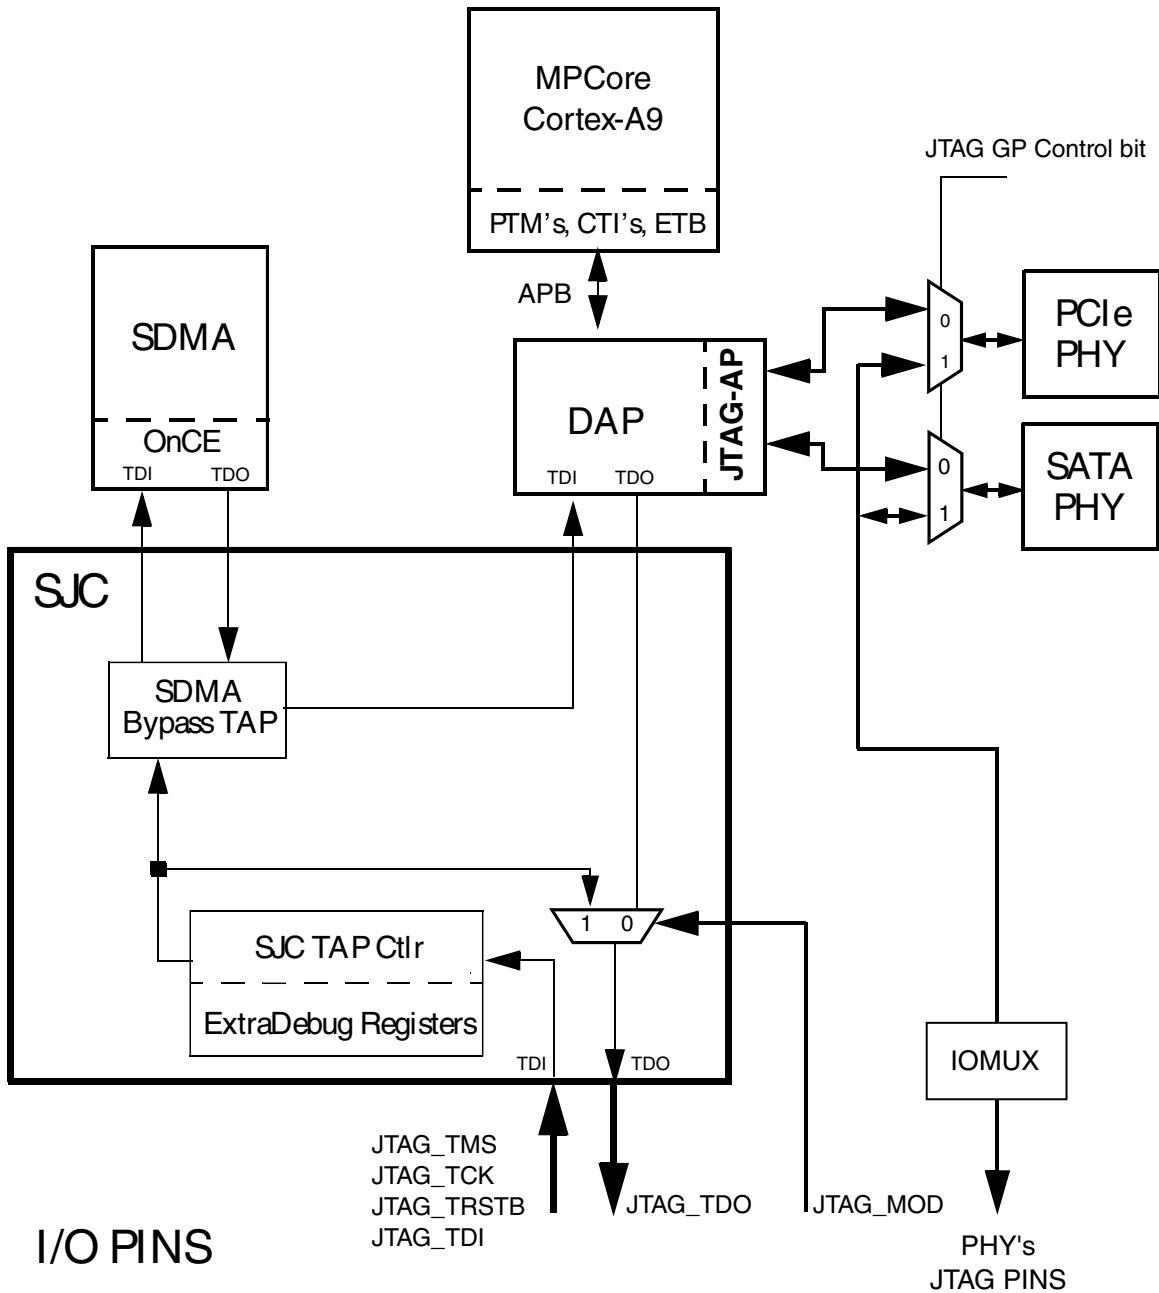 MPCore
Cortex-A9
PTM's, CTI's, ETB
APB
JTAG GP Control bit
SDMA
OnCE
TDI
TDO
DAP
JTAG-AP
TDI
TDO
0
1
PCIe
PHY
0
1
SATA
PHY
SJC
SDMA
Bypass TAP
1
0
SJC TAP Ctlr
ExtraDebug Registers
TDI
TDO
IOMUX
JTAG_TMS
JTAG_TCK
JTAG_TRSTB
JTAG_TDI
JTAG_TDO
JTAG_MOD
I/O PINS
PHY's
JTAG PINS